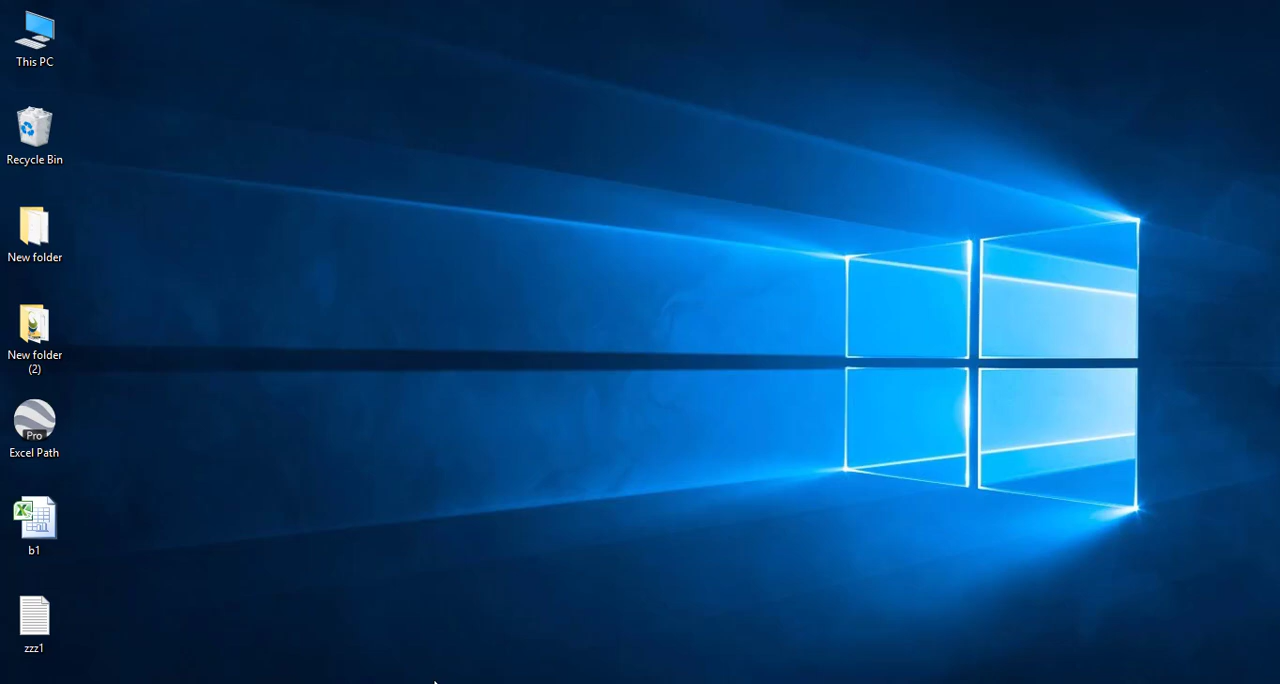 This PC
Recycle Bin
New folder
New folder
(2)
Pro
Excel Path
b1
zzz1